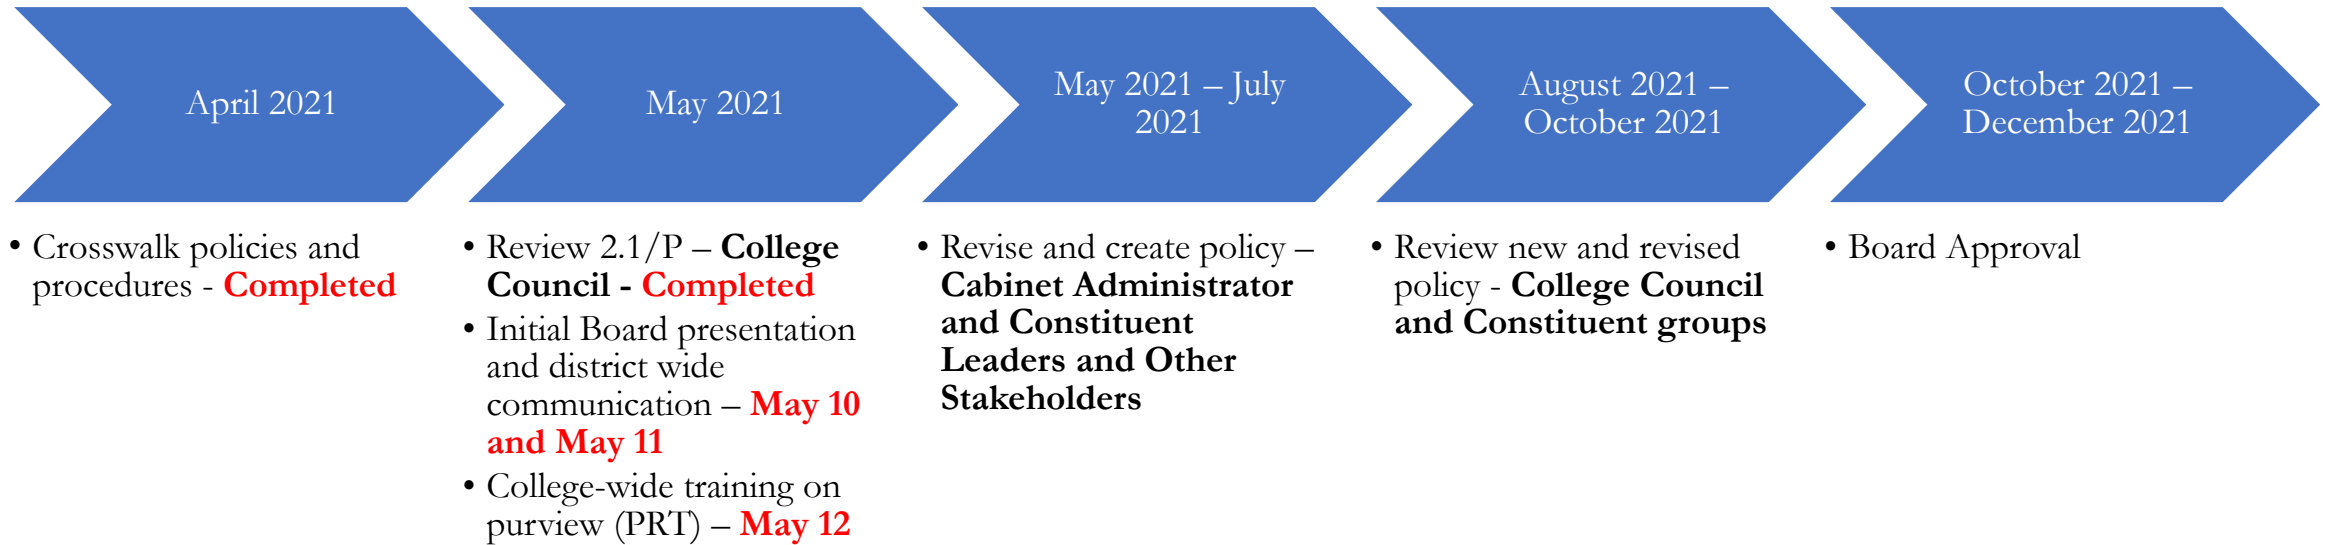 April 2021
May 2021
May 2021 – July
2021
August 2021 –
October 2021
October 2021 –
December 2021
• Crosswalk policies and
procedures - Completed
• Review 2.1/P – College
Council - Completed
• Initial Board presentation
and district wide
communication – May 10
and May 11
• College-wide training on
purview (PRT) – May 12
• Revise and create policy –
Cabinet Administrator
and Constituent
Leaders and Other
Stakeholders
• Review new and revised
policy - College Council
and Constituent groups
• Board Approval